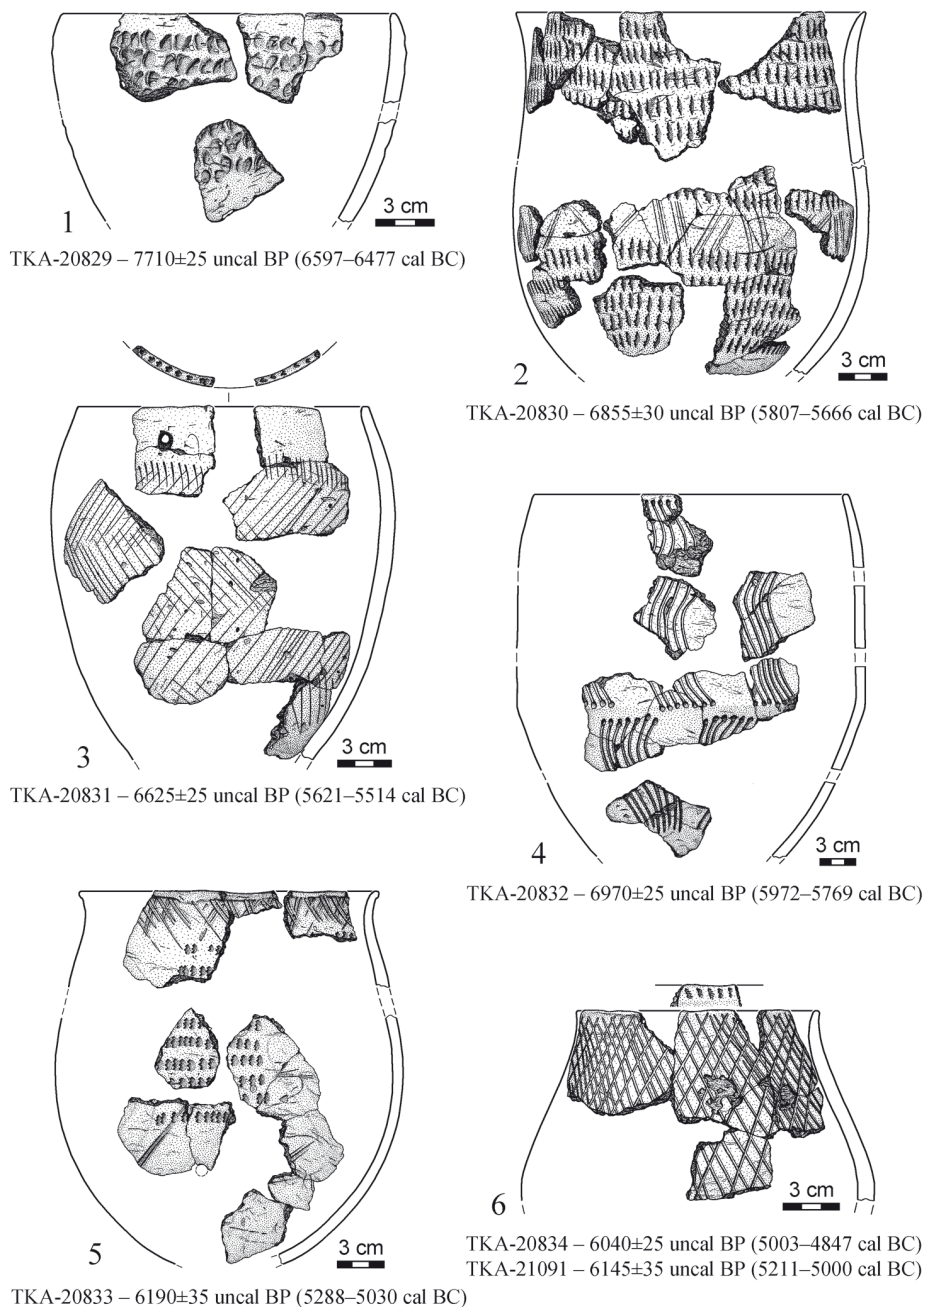 3 cm
1
TKA-20829 – 7710±25 uncal BP (6597–6477 cal BC)
3 cm
2
TKA-20830 – 6855±30 uncal BP (5807–5666 cal BC)
3 cm
3
TKA-20831 – 6625±25 uncal BP (5621–5514 cal BC)
3 cm
4
TKA-20832 – 6970±25 uncal BP (5972–5769 cal BC)
3 cm
5
TKA-20833 – 6190±35 uncal BP (5288–5030 cal BC)
3 cm
6
TKA-20834 – 6040±25 uncal BP (5003–4847 cal BC)
TKA-21091 – 6145±35 uncal BP (5211–5000 cal BC)